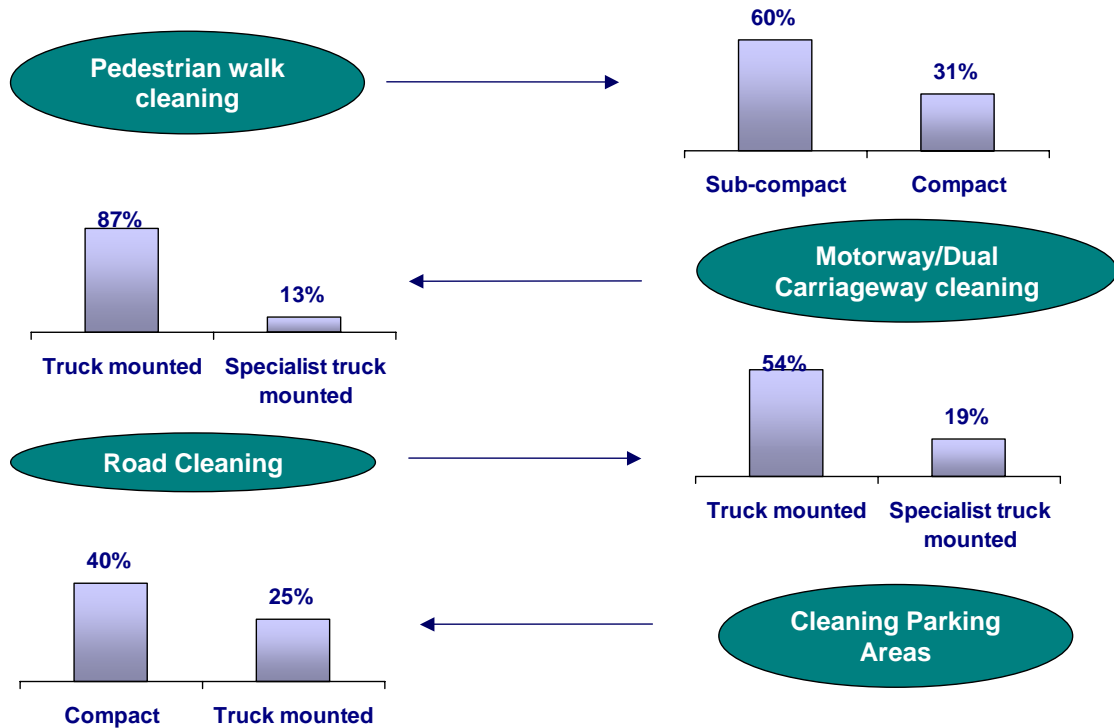 Pedestrian walk
cleaning
60%
31%
Sub-compact
Compact
87%
13%
Truck mounted
Specialist truck
mounted
Motorway/Dual
Carriageway cleaning
Road Cleaning
54%
19%
Truck mounted
Specialist truck
mounted
40%
25%
Compact
Truck mounted
Cleaning Parking
Areas